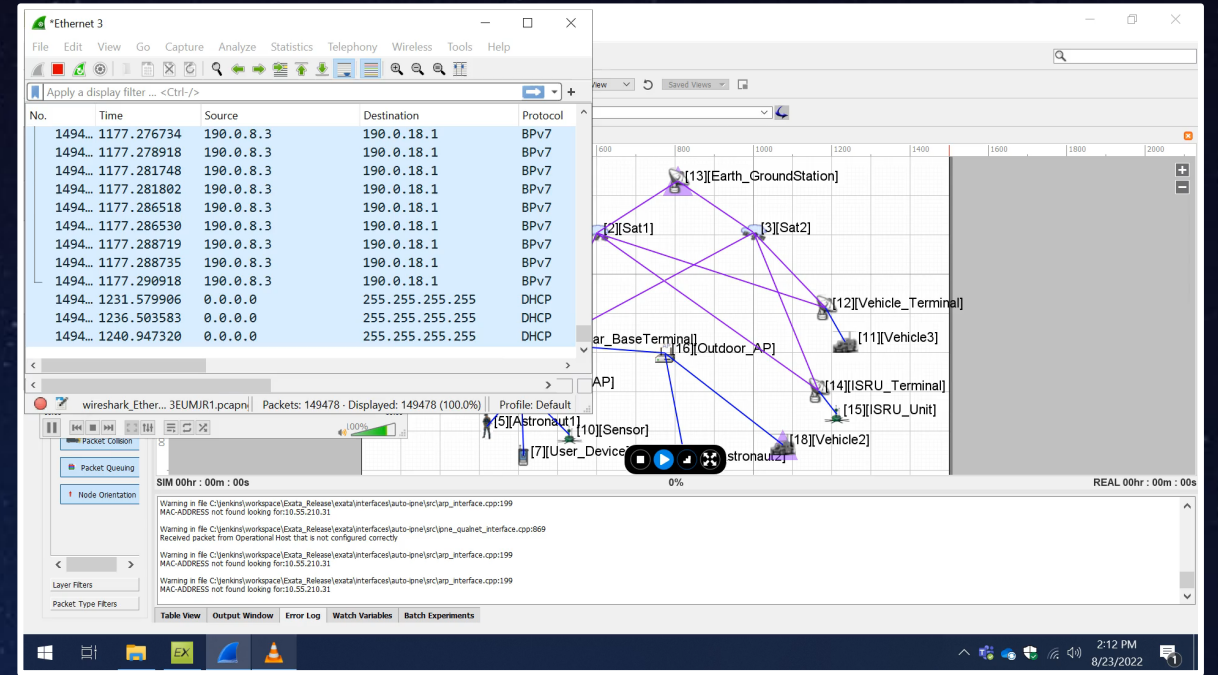 *Ethernet 3
File Edit View Go Capture Analyze Statistics Telephony Wireless Tools Help
Apply a display filter ... <Ctrl-/>
No. Time Source Destination Protocol
1494… 1177.276734 190.0.8.3 190.0.18.1 BPv7
1494… 1177.278918 190.0.8.3 190.0.18.1 BPv7
1494… 1177.281748 190.0.8.3 190.0.18.1 BPv7
1494… 1177.281802 190.0.8.3 190.0.18.1 BPv7
1494… 1177.286518 190.0.8.3 190.0.18.1 BPv7
1494… 1177.286530 190.0.8.3 190.0.18.1 BPv7
1494… 1177.288719 190.0.8.3 190.0.18.1 BPv7
1494… 1177.288735 190.0.8.3 190.0.18.1 BPv7
1494… 1177.290918 190.0.8.3 190.0.18.1 BPv7
1494… 1231.579906 0.0.0.0 255.255.255.255 DHCP
1494… 1236.503583 0.0.0.0 255.255.255.255 DHCP
1494… 1240.947320 0.0.0.0 255.255.255.255 DHCP
wireshark_Ether... 3EUMJR1.pcapn Packets: 149478 · Displayed: 149478 (100.0%) Profile: Default
View Saved Views
600 800 1000 1200 1400 1600 1800 2000
[13][Earth_GroundStation]
[2][Sat1]
[3][Sat2]
[12][Vehicle_Terminal]
[11][Vehicle3]
ar_BaseTerminal]
[16][Outdoor_AP]
AP]
[14][ISRU_Terminal]
[15][ISRU_Unit]
[5][Astronaut1]
[10][Sensor]
[18][Vehicle2]
[7][User_Device
stronaut2]
100%
Packet Collision
Packet Queuing
Node Orientation
Layer Filters
Packet Type Filters
SIM 00hr : 00m : 00s 0% REAL 00hr : 00m : 00s
Warning in file C:\jenkins\workspace\Exata_Release\exata\interfaces\auto-ipne\src\arp_interface.cpp:199
MAC-ADDRESS not found looking for:10.55.210.31
Warning in file C:\jenkins\workspace\Exata_Release\exata\interfaces\auto-ipne\src\ipne_qualnet_interface.cpp:869
Received packet from Operational Host that is not configured correctly
Warning in file C:\jenkins\workspace\Exata_Release\exata\interfaces\auto-ipne\src\arp_interface.cpp:199
MAC-ADDRESS not found looking for:10.55.210.31
Warning in file C:\jenkins\workspace\Exata_Release\exata\interfaces\auto-ipne\src\arp_interface.cpp:199
MAC-ADDRESS not found looking for:10.55.210.31
Table View Output Window Error Log Watch Variables Batch Experiments
EX
2:12 PM
8/23/2022
1